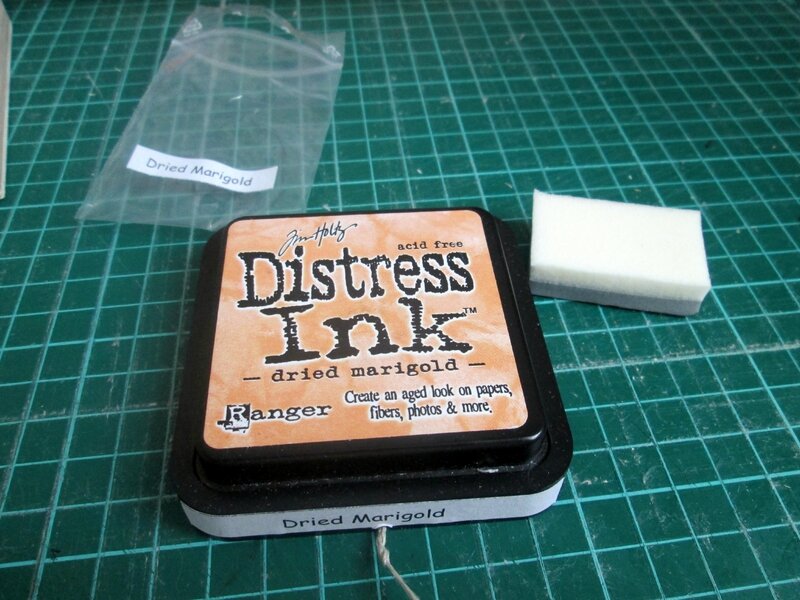 Dried Marigold
Tim Holtz
acid free
Distress
Ink™
— dried marigold —
Ranger
Create an aged look on papers,
fibers, photos & more.
Dried Marigold